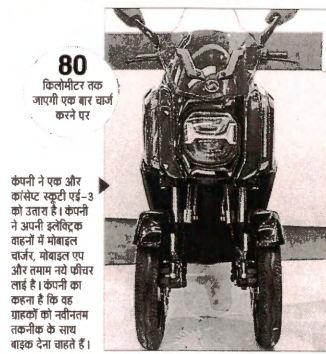 80
किलोमीटर तक
जाएगी एक बार चार्ज
करने पर
कंपनी ने एक और
कांसेप्ट स्कूटी एई-3
को उतारा है। कंपनी
ने अपनी इलेक्ट्रिक
वाहनों में मोबाइल
चार्जर, मोबाइल एप
और तमाम नये फीचर
लाई है। कंपनी का
कहना है कि वह
ग्राहकों को नवीनतम
तकनीक के साथ
बाइक देना चाहते हैं।